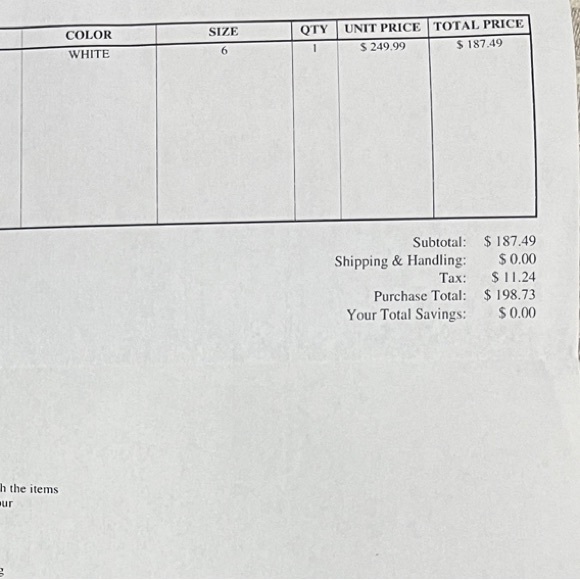 COLOR SIZE QTY UNIT PRICE TOTAL PRICE
WHITE 6 1 $ 249.99 $ 187.49
Subtotal: $ 187.49
Shipping & Handling: $ 0.00
Tax: $ 11.24
Purchase Total: $ 198.73
Your Total Savings: $ 0.00
h the items
our
g